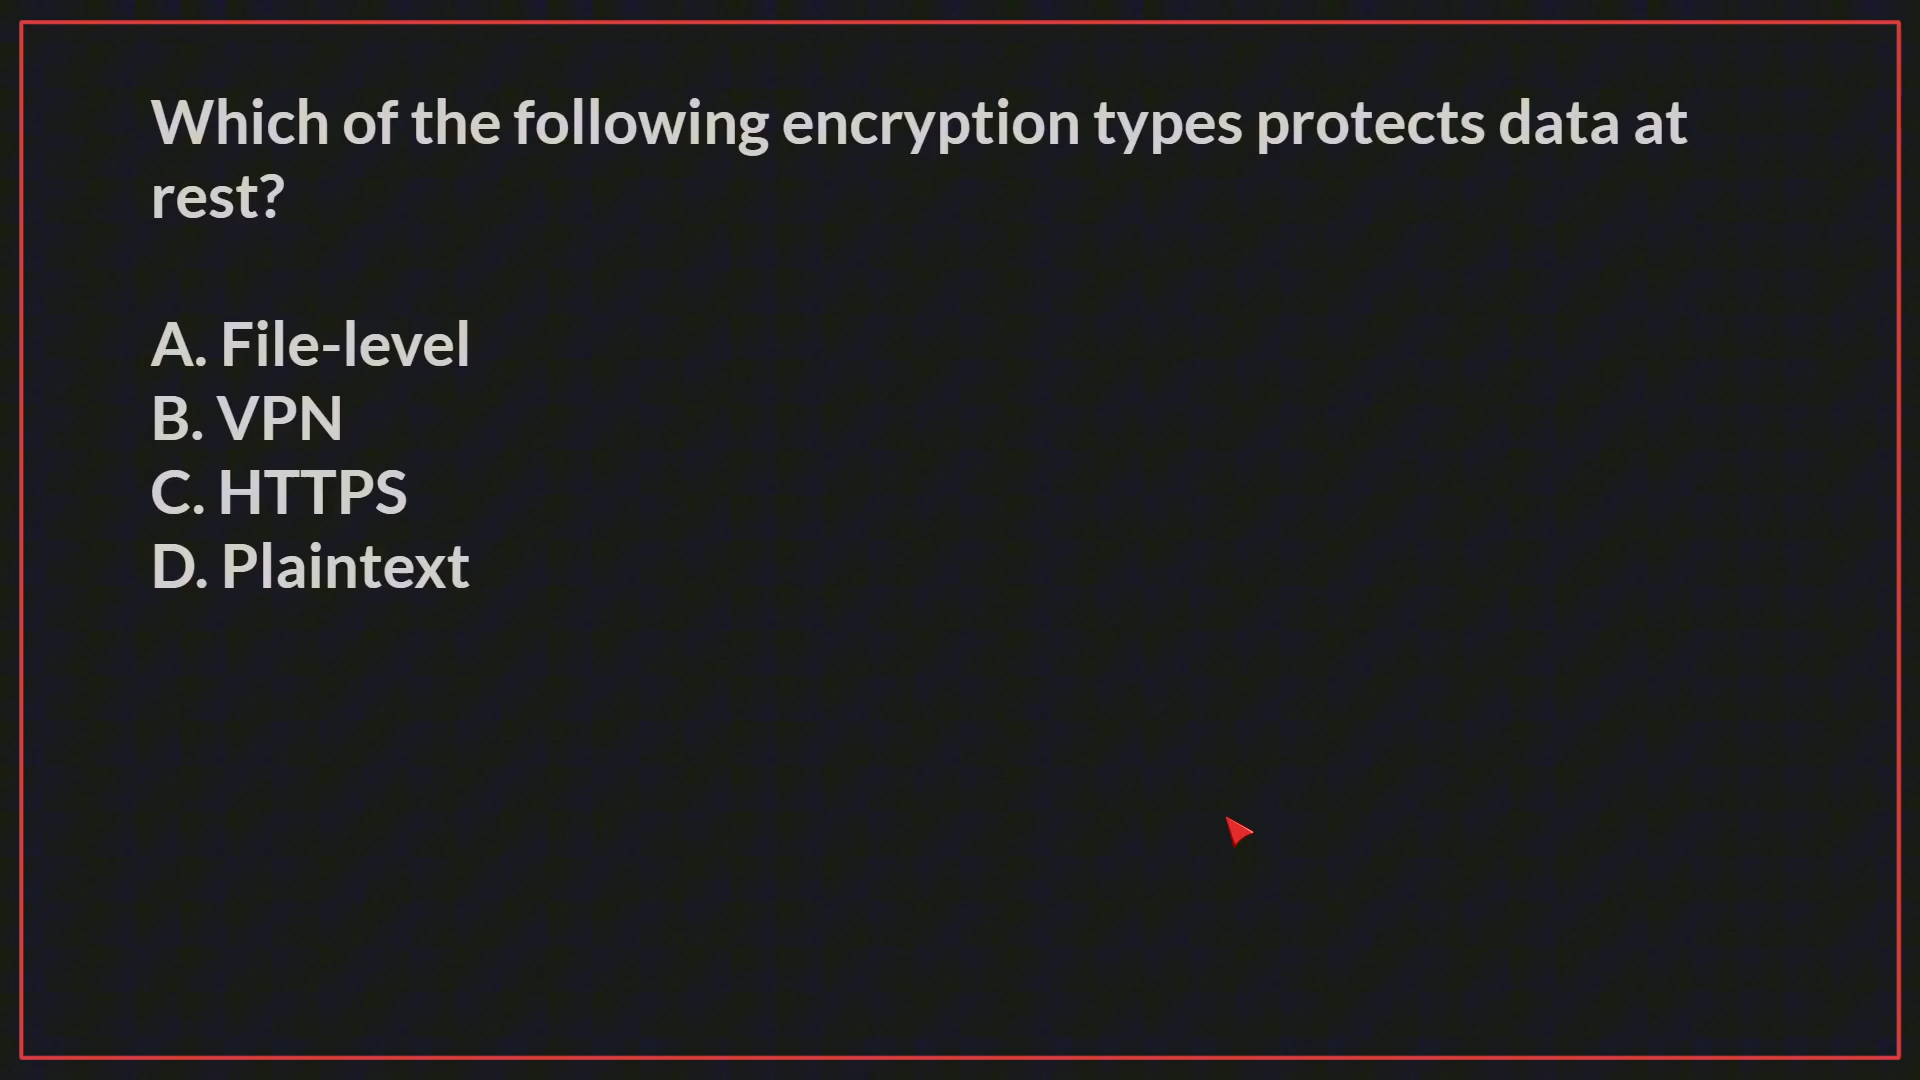 Which of the following encryption types protects data at
rest?
A. File-level
B. VPN
C. HTTPS
D. Plaintext